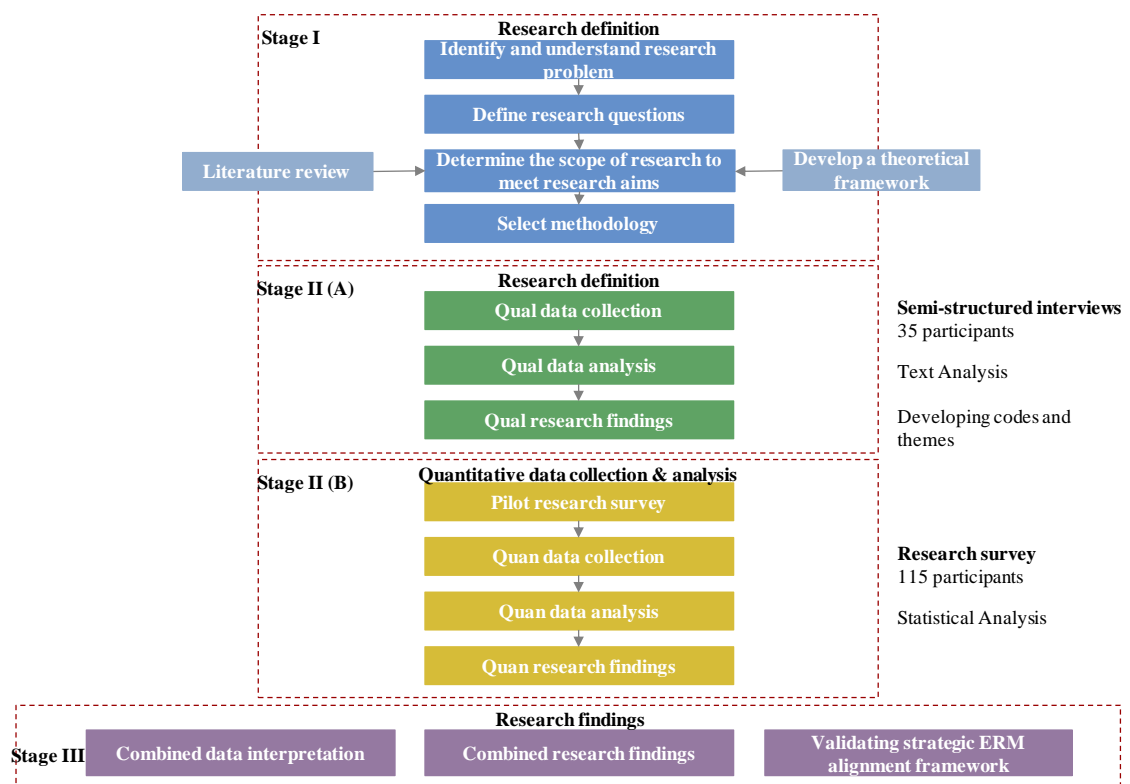 Research definition
Stage I
Identify and understand research
problem
Define research questions
Literature review
Determine the scope of research to
meet research aims
Develop a theoretical
framework
Select methodology
Research definition
Stage II (A)
Qual data collection
Semi-structured interviews
35 participants
Qual data analysis
Text Analysis
Qual research findings
Developing codes and
themes
Quantitative data collection & analysis
Stage II (B)
Pilot research survey
Quan data collection
Research survey
115 participants
Quan data analysis
Statistical Analysis
Quan research findings
Research findings
Stage III
Combined data interpretation
Combined research findings
Validating strategic ERM
alignment framework